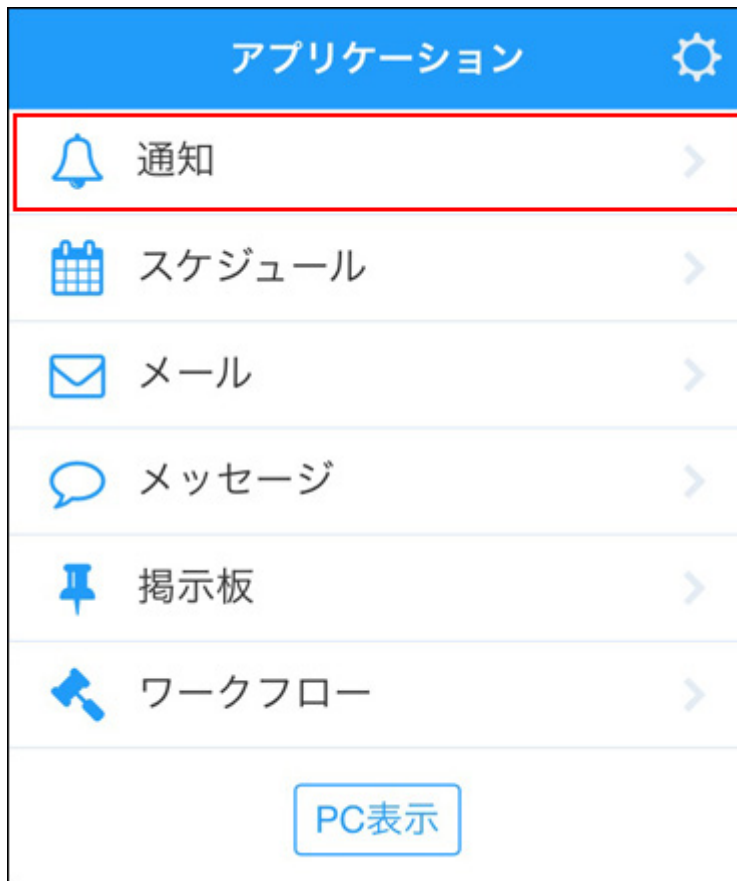 アプリケーション
通知
スケジュール
メール
メッセージ
掲示板
ワークフロー
PC表示